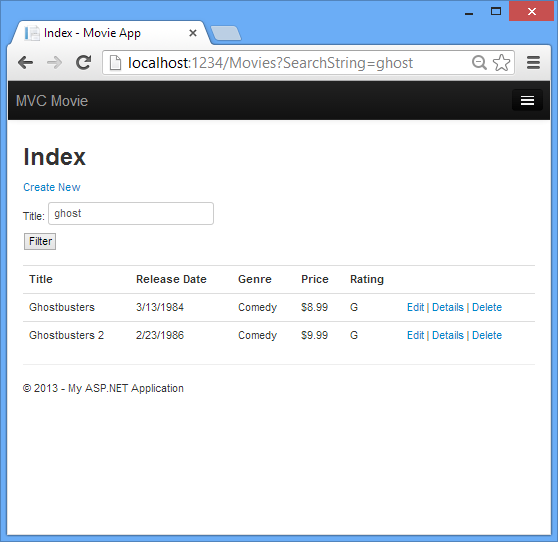 Index - Movie App
localhost:1234/Movies?SearchString=ghost
MVC Movie
Index
Create New
Title: ghost
Filter
Title Release Date Genre Price Rating
Ghostbusters 3/13/1984 Comedy $8.99 G Edit | Details | Delete
Ghostbusters 2 2/23/1986 Comedy $9.99 G Edit | Details | Delete
© 2013 - My ASP.NET Application